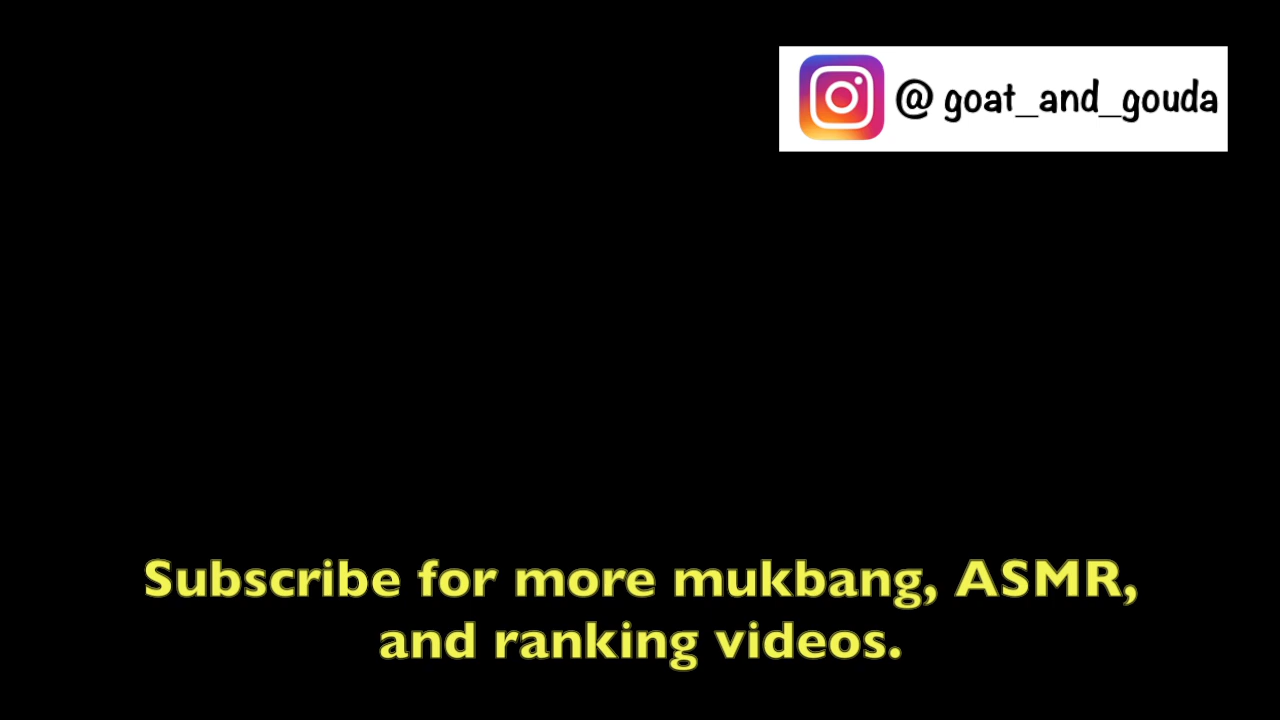 @ goat_and_gouda
Subscribe for more mukbang, ASMR,
and ranking videos.